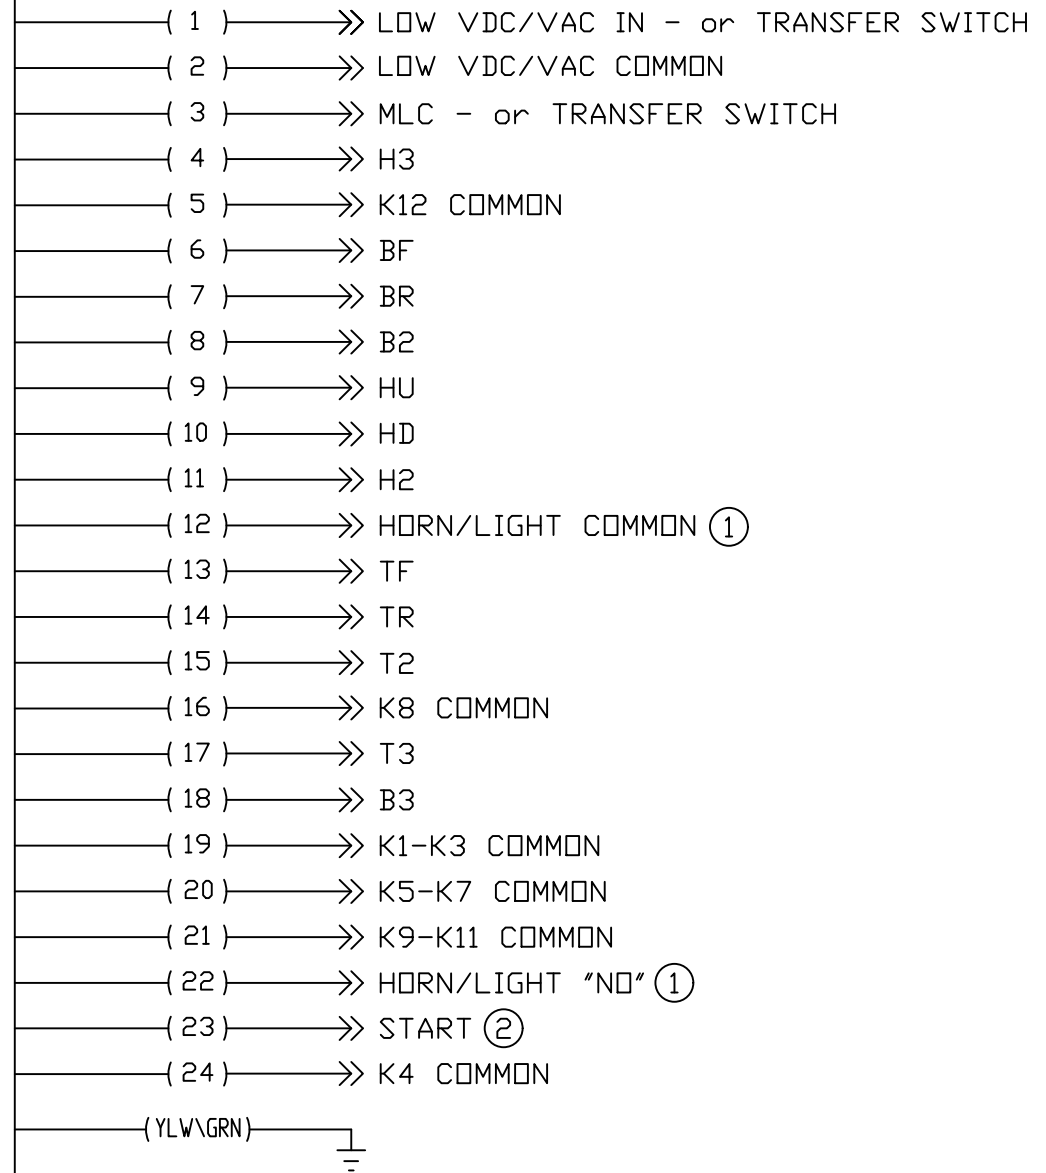 ( 1 ) LOW VDC/VAC IN - or TRANSFER SWITCH
( 2 ) LOW VDC/VAC COMMON
( 3 ) MLC - or TRANSFER SWITCH
( 4 ) H3
( 5 ) K12 COMMON
( 6 ) BF
( 7 ) BR
( 8 ) B2
( 9 ) HU
( 10 ) HD
( 11 ) H2
( 12 ) HORN/LIGHT COMMON 1
( 13 ) TF
( 14 ) TR
( 15 ) T2
( 16 ) K8 COMMON
( 17 ) T3
( 18 ) B3
( 19 ) K1-K3 COMMON
( 20 ) K5-K7 COMMON
( 21 ) K9-K11 COMMON
( 22 ) HORN/LIGHT "NO" 1
( 23 ) START 2
( 24 ) K4 COMMON
(YLW\GRN)